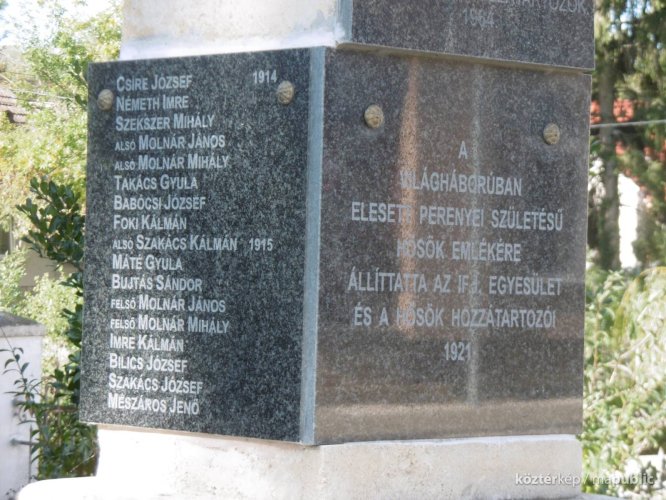 CSIRE JÓZSEF 1914
NÉMETH IMRE
SZEKSZER MIHÁLY
ALSÓ MOLNÁR JÁNOS
ALSÓ MOLNÁR MIHÁLY
TAKÁCS GYULA
BABÓCSI JÓZSEF
FOKI KÁLMÁN
ALSÓ SZAKÁCS KÁLMÁN 1915
MÁTÉ GYULA
BUJTÁS SÁNDOR
FELSŐ MOLNÁR JÁNOS
FELSŐ MOLNÁR MIHÁLY
IMRE KÁLMÁN
BILICS JÓZSEF
SZAKÁCS JÓZSEF
MÉSZÁROS JENŐ
1964
A
VILÁGHÁBORÚBAN
ELESETT PERENYEI SZÜLETÉSŰ
HŐSÖK EMLÉKÉRE
ÁLLÍTTATTA AZ IFJ. EGYESÜLET
ÉS A HŐSÖK HOZZÁTARTOZÓI
1921
köztérkép / mapublic